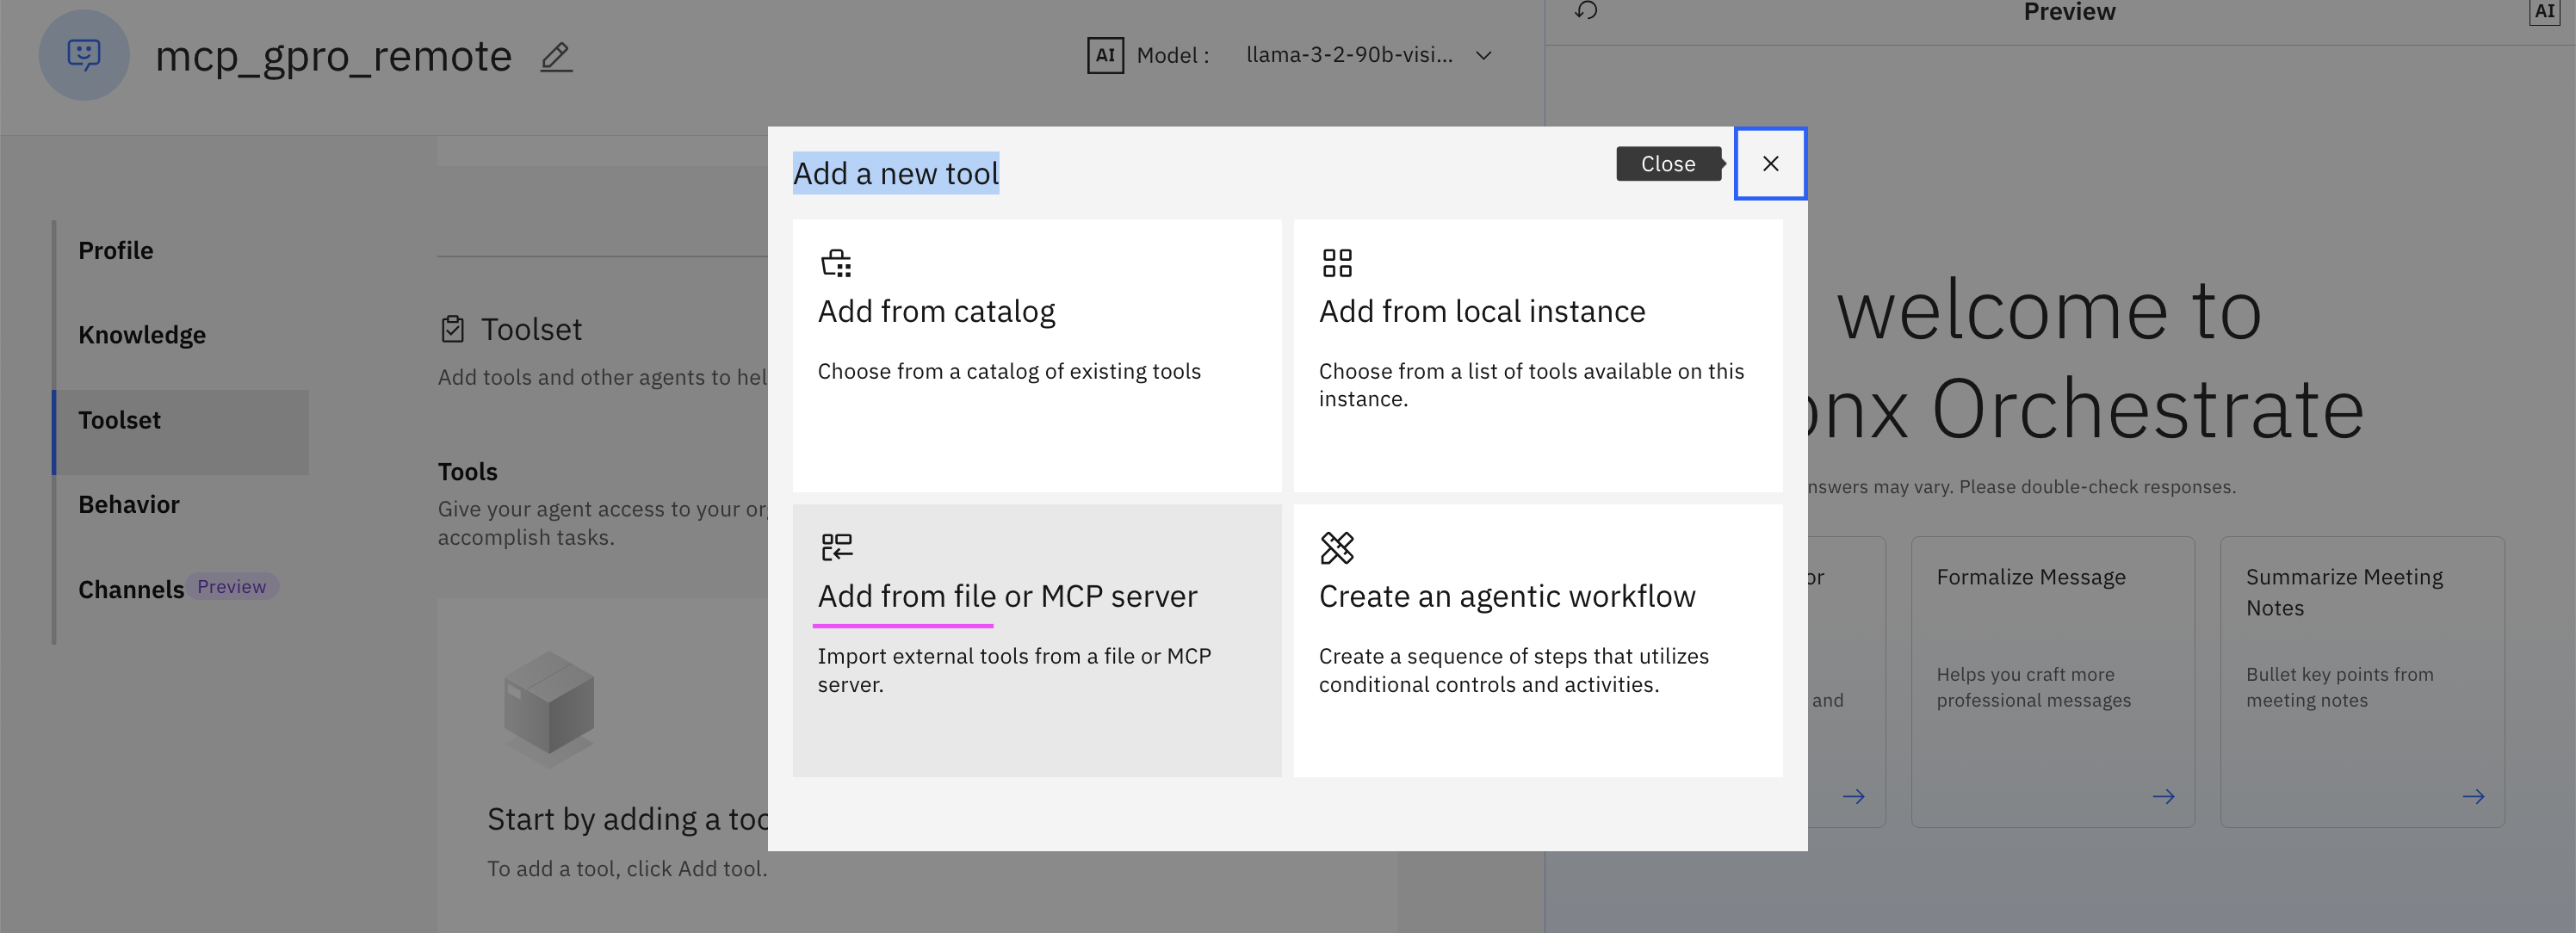 mcp_gpro_remote
AI Model : llama-3-2-90b-visi...
Preview
AI
Profile
Knowledge
Toolset
Behavior
Channels Preview
Toolset
Add tools and other agents to hel
Tools
Give your agent access to your or
accomplish tasks.
Start by adding a too
To add a tool, click Add tool.
Add a new tool
Close
Add from catalog
Choose from a catalog of existing tools
Add from local instance
Choose from a list of tools available on this
instance.
Add from file or MCP server
Import external tools from a file or MCP
server.
Create an agentic workflow
Create a sequence of steps that utilizes
conditional controls and activities.
welcome to
onx Orchestrate
nswers may vary. Please double-check responses.
or
and
Formalize Message
Helps you craft more
professional messages
Summarize Meeting
Notes
Bullet key points from
meeting notes